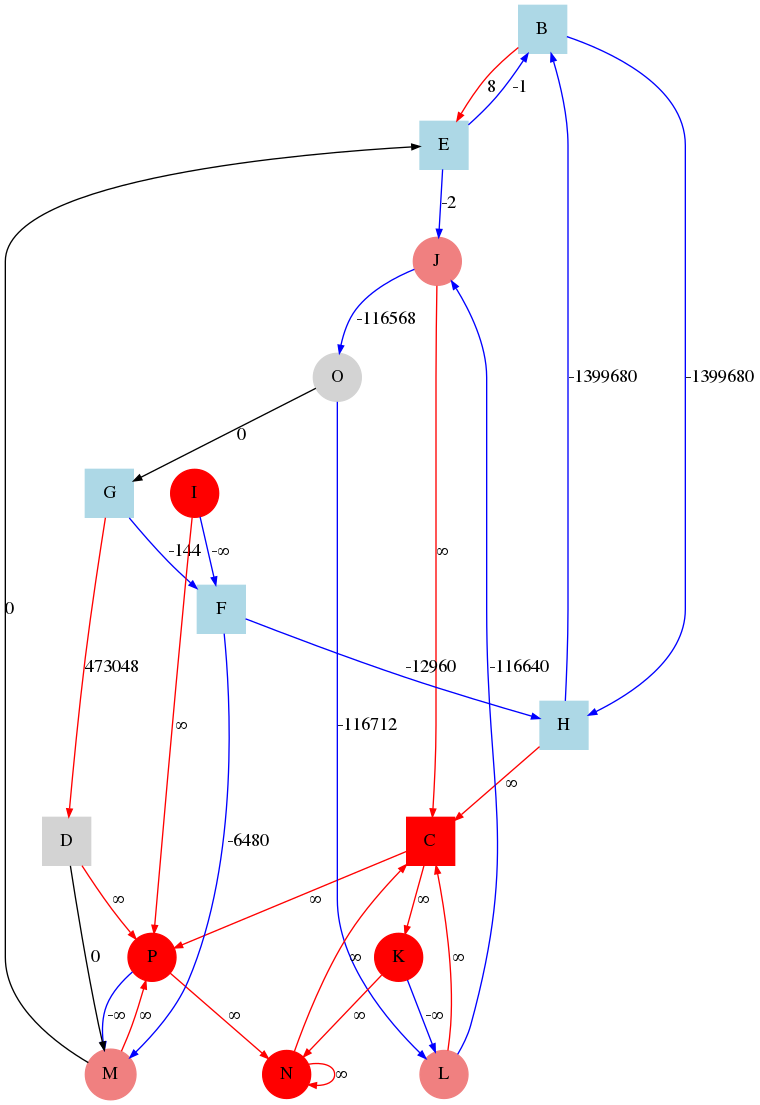 B
8 -1
E
-2
J
-116568
O
-1399680 -1399680
0
G I
-144 -∞ ∞
F
0
473048 -12960 -116640
∞ -116712 H
∞
D -6480 C
∞ ∞ ∞
0 P ∞ K ∞
-∞ ∞ ∞ ∞ -∞
M N ∞ L